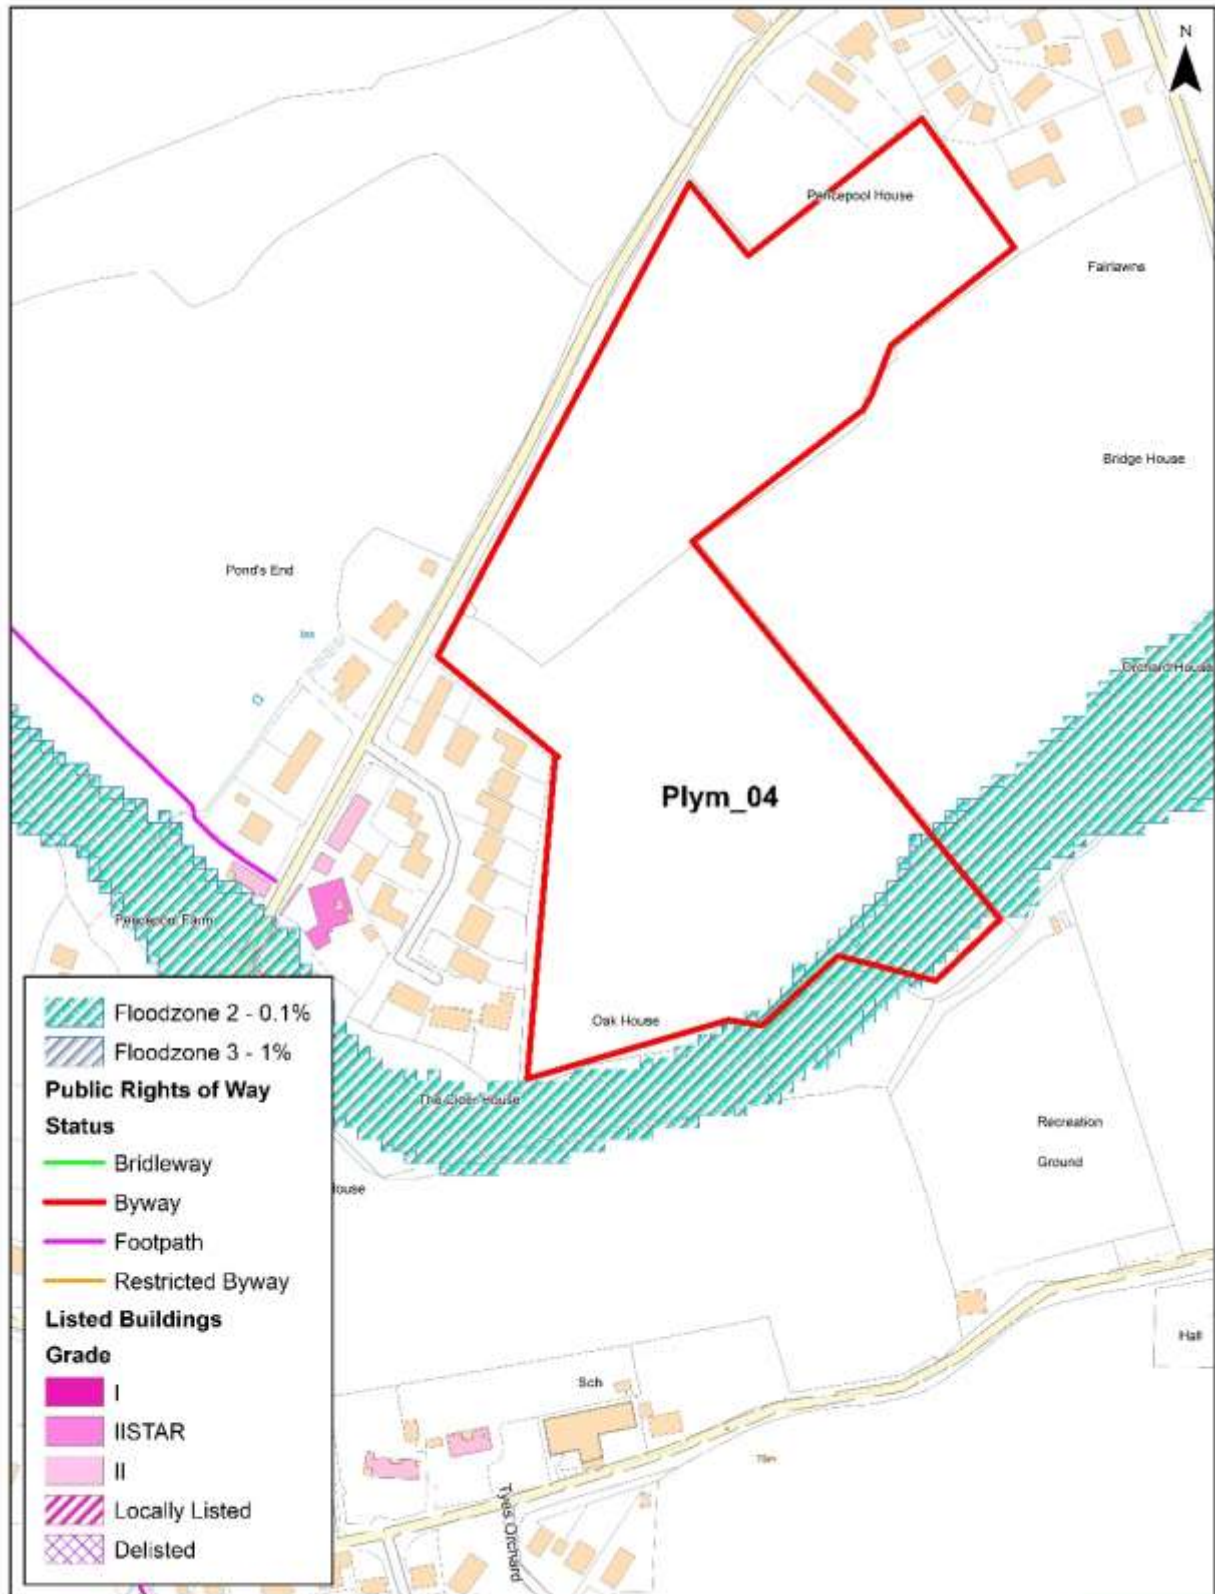 N
Pencepool House
Fairlawns
Bridge House
Pond's End
Orchard House
Plym_04
Pencepool Farm
Oak House
The Cider House
Recreation
Ground
House
Hall
Sch
Tyes Orchard
Floodzone 2 - 0.1%
Floodzone 3 - 1%
Public Rights of Way
Status
Bridleway
Byway
Footpath
Restricted Byway
Listed Buildings
Grade
I
IISTAR
II
Locally Listed
Delisted